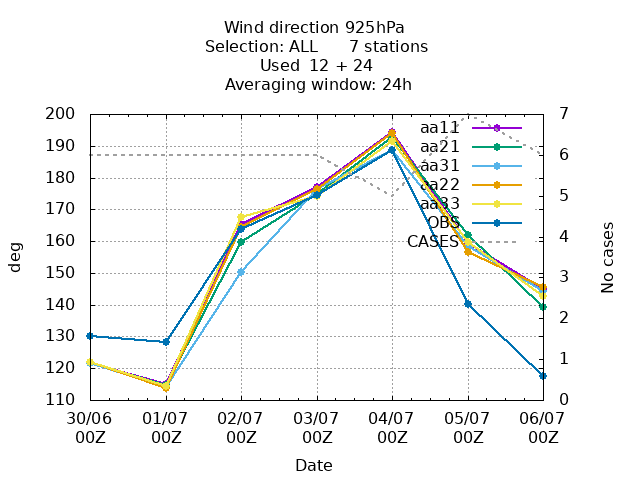 Wind direction 925hPa
Selection: ALL 7 stations
Used 12 + 24
Averaging window: 24h
200
190
180
170
160
150
140
130
120
110
deg
7
6
5
4
3
2
1
0
No cases
aa11
aa21
aa31
aa22
aa33
OBS
CASES
30/06 01/07 02/07 03/07 04/07 05/07 06/07
00Z 00Z 00Z 00Z 00Z 00Z 00Z
Date